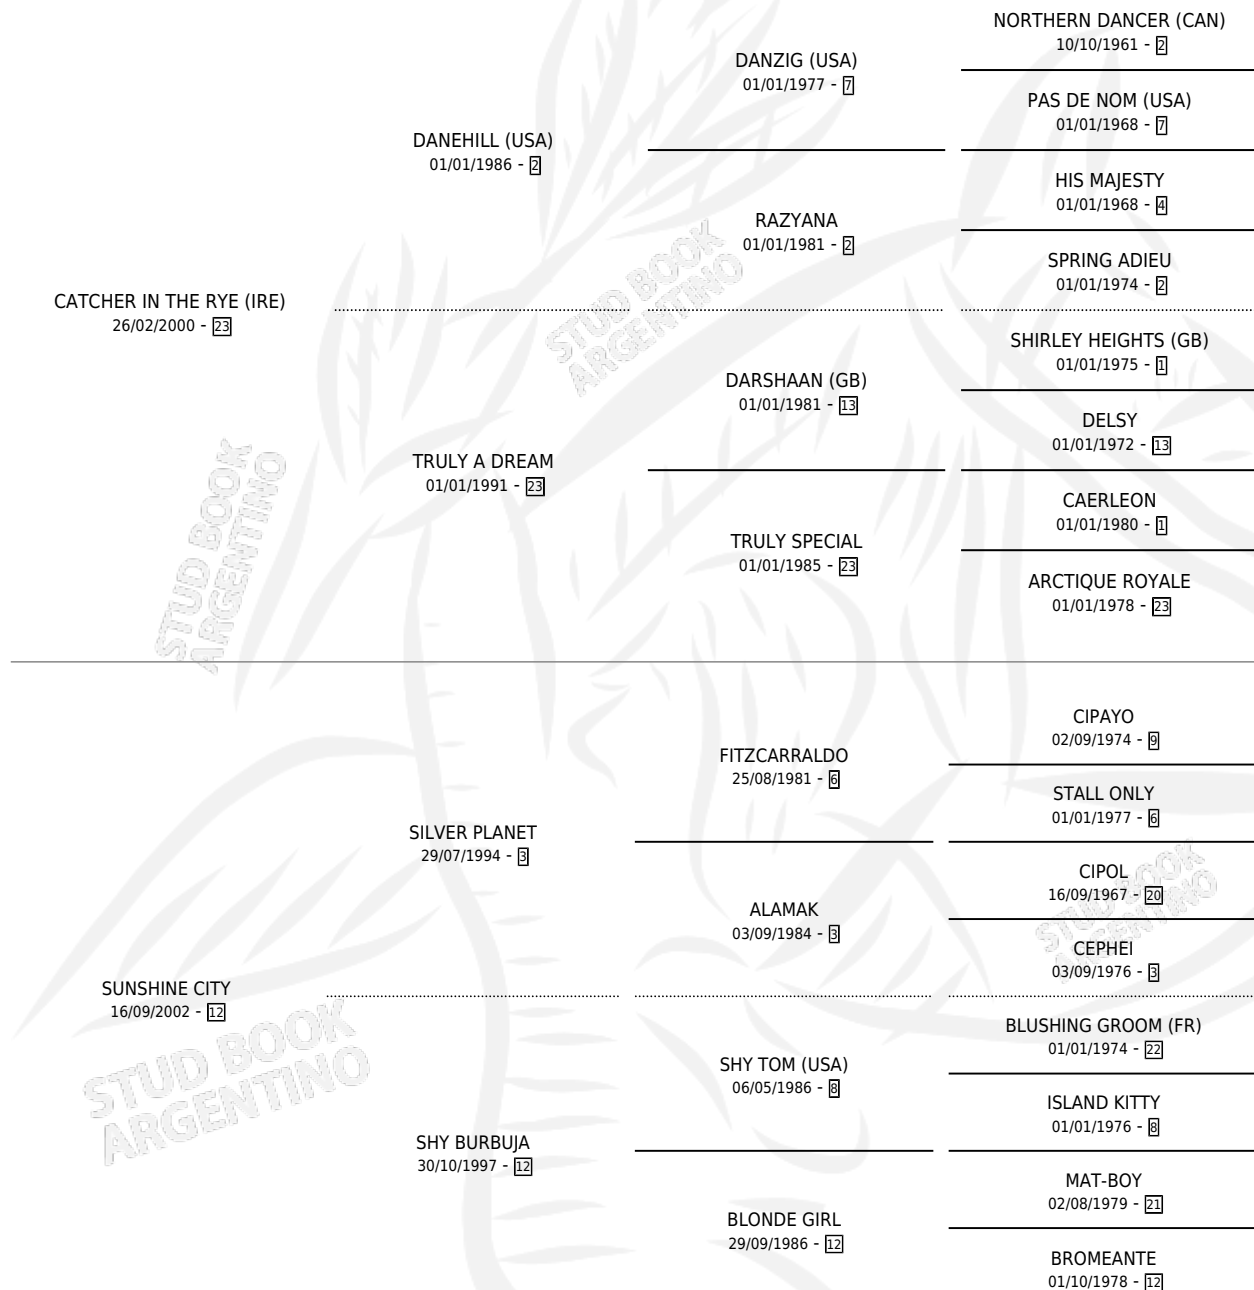 NORTHERN DANCER (CAN)
10/10/1961 - 2
DANZIG (USA)
01/01/1977 - 7
PAS DE NOM (USA)
01/01/1968 - 7
DANEHILL (USA)
01/01/1986 - 2
HIS MAJESTY
01/01/1968 - 4
RAZYANA
01/01/1981 - 2
SPRING ADIEU
01/01/1974 - 2
CATCHER IN THE RYE (IRE)
26/02/2000 - 23
SHIRLEY HEIGHTS (GB)
01/01/1975 - 1
DARSHAAN (GB)
01/01/1981 - 13
DELSY
01/01/1972 - 13
TRULY A DREAM
01/01/1991 - 23
CAERLEON
01/01/1980 - 1
TRULY SPECIAL
01/01/1985 - 23
ARCTIQUE ROYALE
01/01/1978 - 23
CIPAYO
02/09/1974 - 9
FITZCARRALDO
25/08/1981 - 6
STALL ONLY
01/01/1977 - 6
SILVER PLANET
29/07/1994 - 3
CIPOL
16/09/1967 - 20
ALAMAK
03/09/1984 - 3
CEPHEI
03/09/1976 - 3
SUNSHINE CITY
16/09/2002 - 12
BLUSHING GROOM (FR)
01/01/1974 - 22
SHY TOM (USA)
06/05/1986 - 8
ISLAND KITTY
01/01/1976 - 8
SHY BURBUJA
30/10/1997 - 12
MAT-BOY
02/08/1979 - 21
BLONDE GIRL
29/09/1986 - 12
BROMEANTE
01/10/1978 - 12
STUD BOOK
ARGENTINO
STUD BOOK
ARGENTINO
STUD BOOK
ARGENTINO
STUD BOOK
ARGENTINO